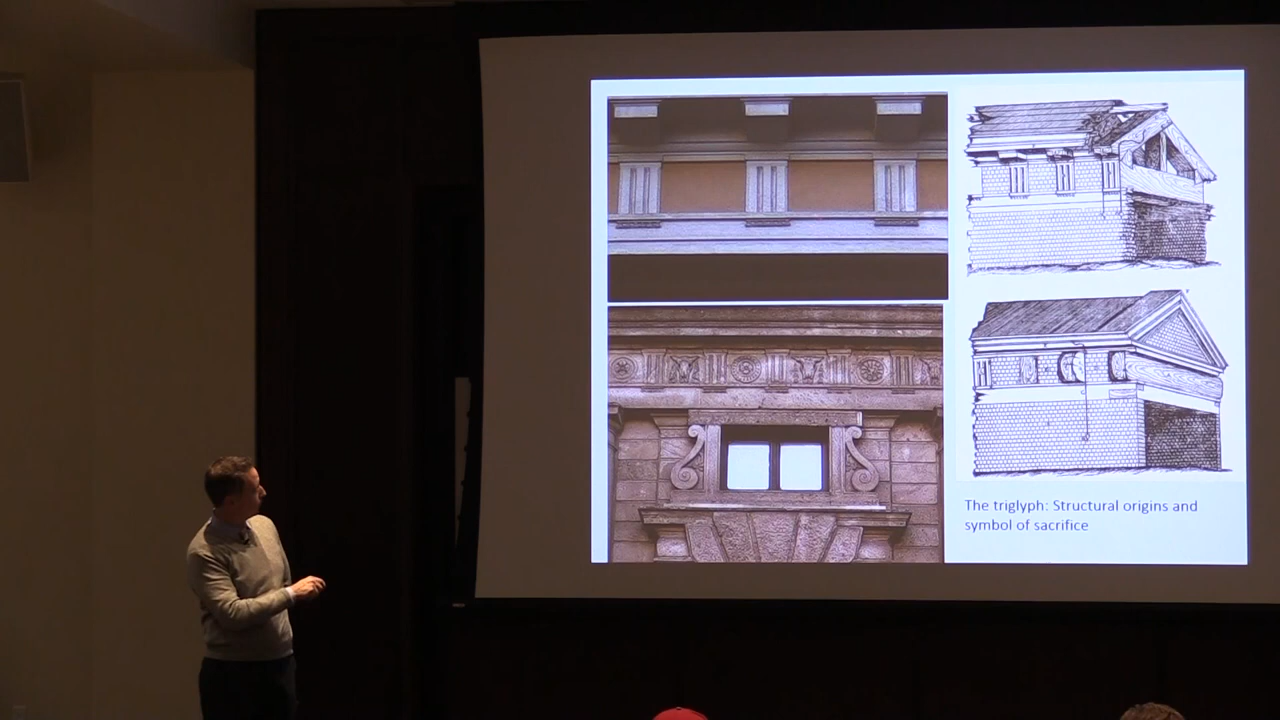 The triglyph: Structural origins and
symbol of sacrifice